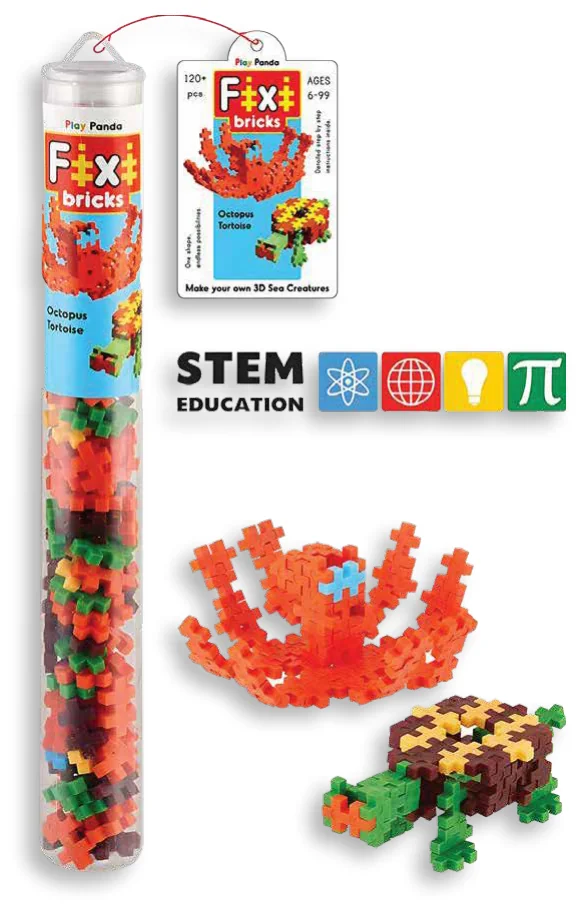 Play Panda
Fixi
bricks
Octopus
Tortoise
Play Panda
120+
pcs
Fixi
bricks
AGES
6-99
Detailed step by step
instructions inside.
Octopus
Tortoise
One shape,
endless possibilities.
Make your own 3D Sea Creatures
STEM
EDUCATION
π